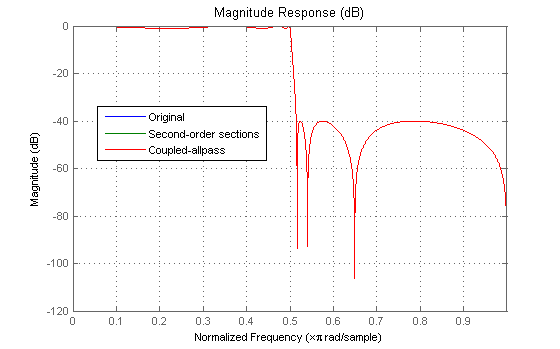 Magnitude Response (dB)
0
-20
-40
-60
-80
-100
-120
Magnitude (dB)
Original
Second-order sections
Coupled-allpass
0 0.1 0.2 0.3 0.4 0.5 0.6 0.7 0.8 0.9
Normalized Frequency (×π rad/sample)